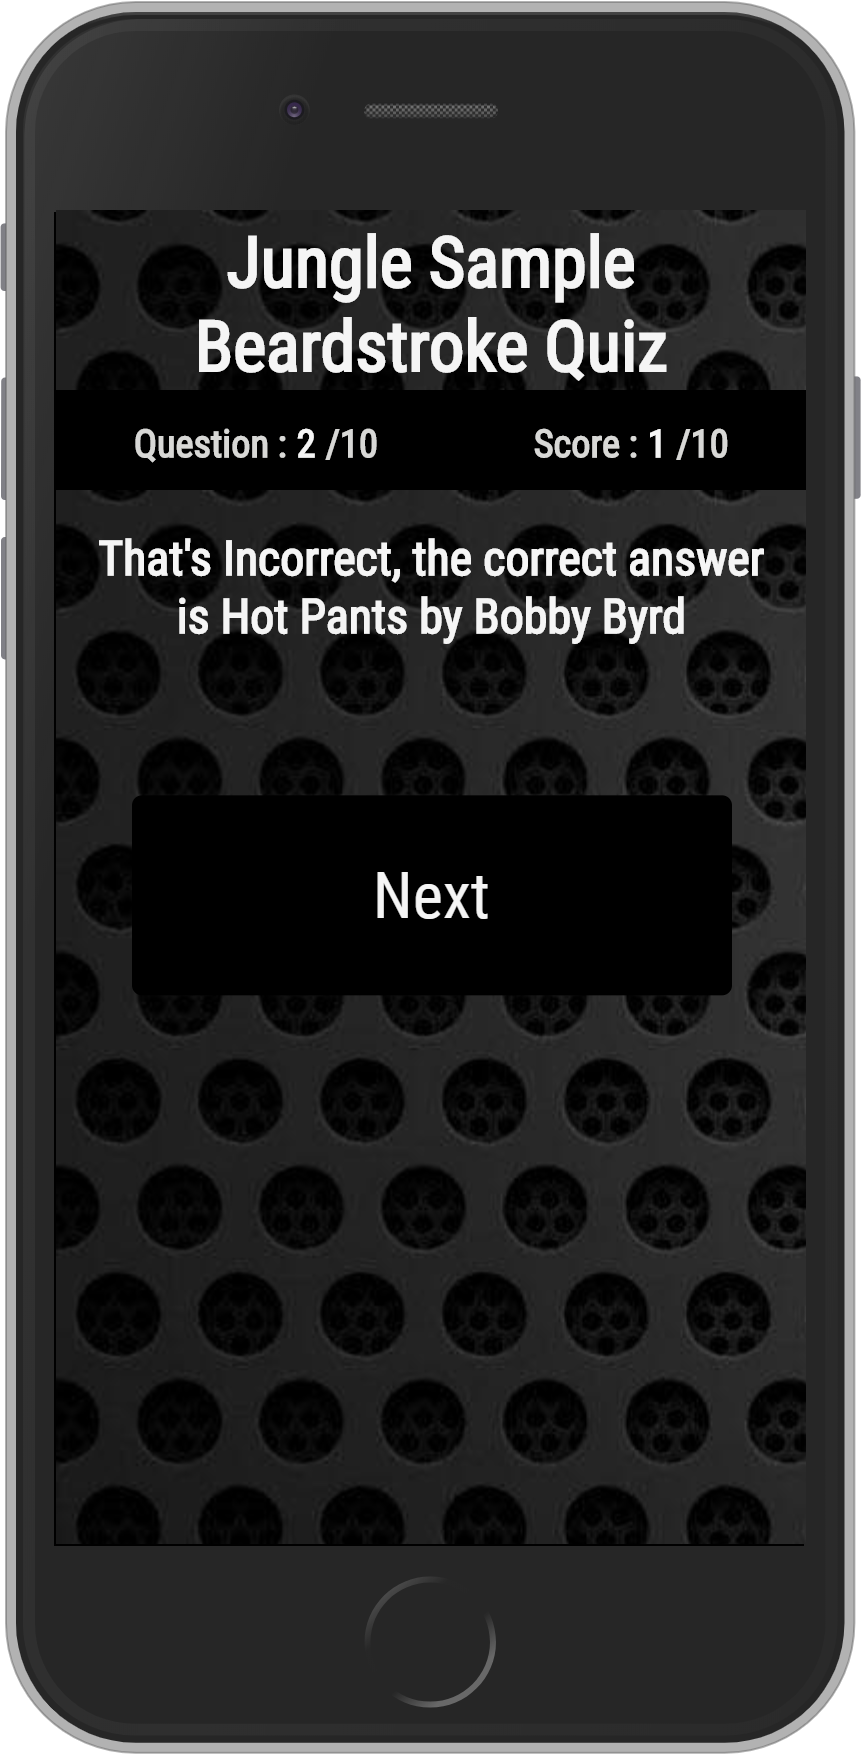 Jungle Sample
Beardstroke Quiz
Question : 2 /10 Score : 1 /10
That's Incorrect, the correct answer
is Hot Pants by Bobby Byrd
Next